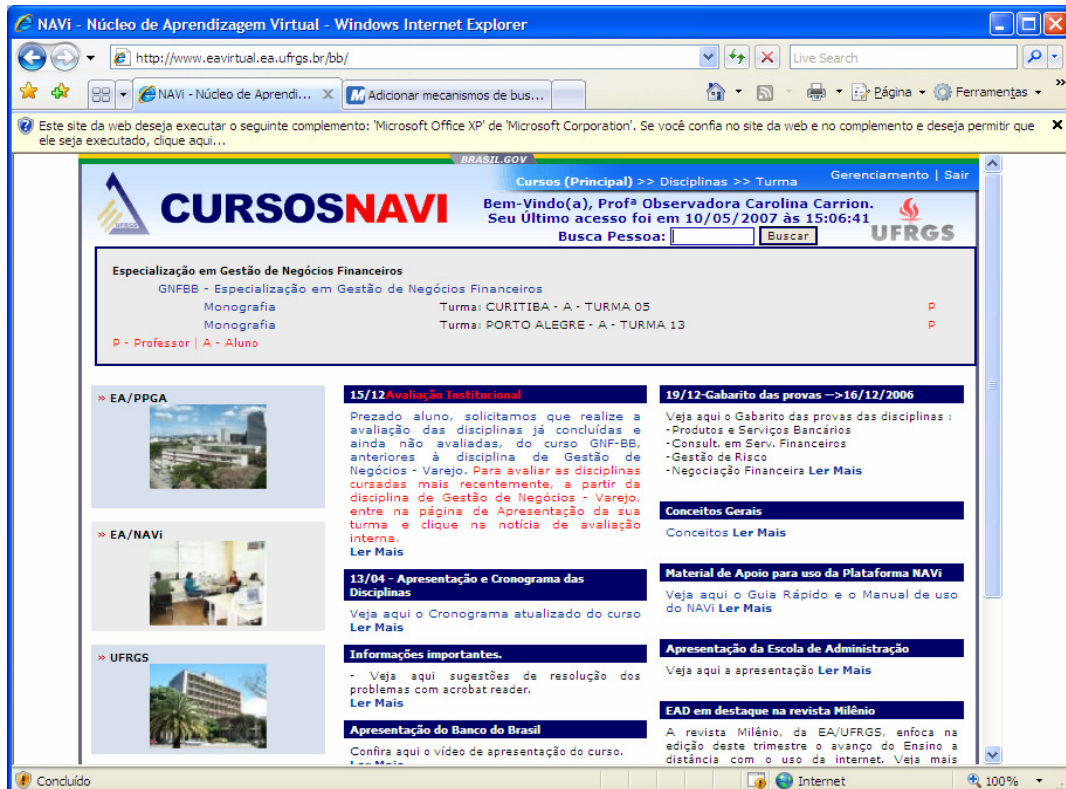 NAVi - Núcleo de Aprendizagem Virtual - Windows Internet Explorer
http://www.eavirtual.ea.ufrgs.br/bb/
Live Search
NAVi - Núcleo de Aprendi...
Adicionar mecanismos de bus...
Página
Ferramentas
»
Este site da web deseja executar o seguinte complemento: 'Microsoft Office XP' de 'Microsoft Corporation'. Se você confia no site da web e no complemento e deseja permitir que
ele seja executado, clique aqui...
BRASIL.GOV
Cursos (Principal) >> Disciplinas >> Turma
Gerenciamento | Sair
UFRGS
CURSOSNAVI
Bem-Vindo(a), Profª Observadora Carolina Carrion.
Seu Último acesso foi em 10/05/2007 às 15:06:41
Busca Pessoa:
Buscar
UFRGS
Especialização em Gestão de Negócios Financeiros
GNFBB - Especialização em Gestão de Negócios Financeiros
Monografia Turma: CURITIBA - A - TURMA 05 P
Monografia Turma: PORTO ALEGRE - A - TURMA 13 P
P - Professor | A - Aluno
» EA/PPGA
» EA/NAVi
» UFRGS
15/12Avaliação Institucional
Prezado aluno, solicitamos que realize a
avaliação das disciplinas já concluídas e
ainda não avaliadas, do curso GNF-BB,
anteriores à disciplina de Gestão de
Negócios - Varejo. Para avaliar as disciplinas
cursadas mais recentemente, a partir da
disciplina de Gestão de Negócios - Varejo,
entre na página de Apresentação da sua
turma e clique na notícia de avaliação
interna.
Ler Mais
13/04 - Apresentação e Cronograma das
Disciplinas
Veja aqui o Cronograma atualizado do curso
Ler Mais
Informações importantes.
- Veja aqui sugestões de resolução dos
problemas com acrobat reader.
Ler Mais
Apresentação do Banco do Brasil
Confira aqui o vídeo de apresentação do curso.
Ler Mais
19/12-Gabarito das provas -->16/12/2006
Veja aqui o Gabarito das provas das disciplinas :
-Produtos e Serviços Bancários
-Consult. em Serv. Financeiros
-Gestão de Risco
-Negociação Financeira Ler Mais
Conceitos Gerais
Conceitos Ler Mais
Material de Apoio para uso da Plataforma NAVi
Veja aqui o Guia Rápido e o Manual de uso
do NAVi Ler Mais
Apresentação da Escola de Administração
Veja aqui a apresentação Ler Mais
EAD em destaque na revista Milênio
A revista Milênio, da EA/UFRGS, enfoca na
edição deste trimestre o avanço do Ensino a
distância com o uso da internet. Veja mais
Concluído
Internet
100%